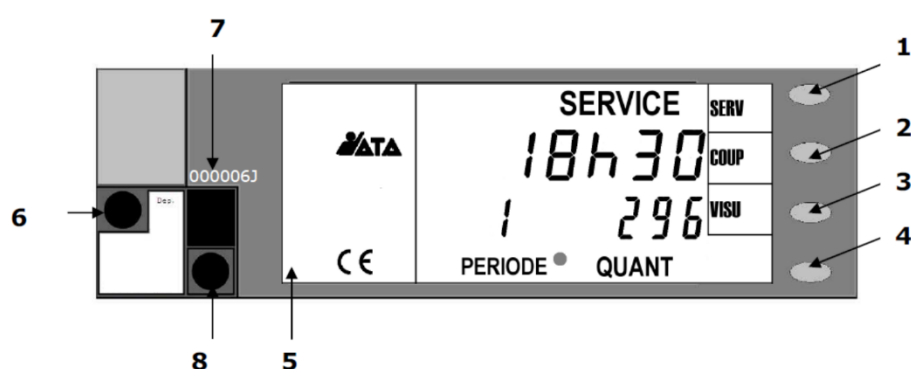 7
1
SERVICE SERV
ATA 18h30 COUP
2
000006J
3
6
Dep.
1 296 VISU
4
CE PERIODE QUANT
8
5